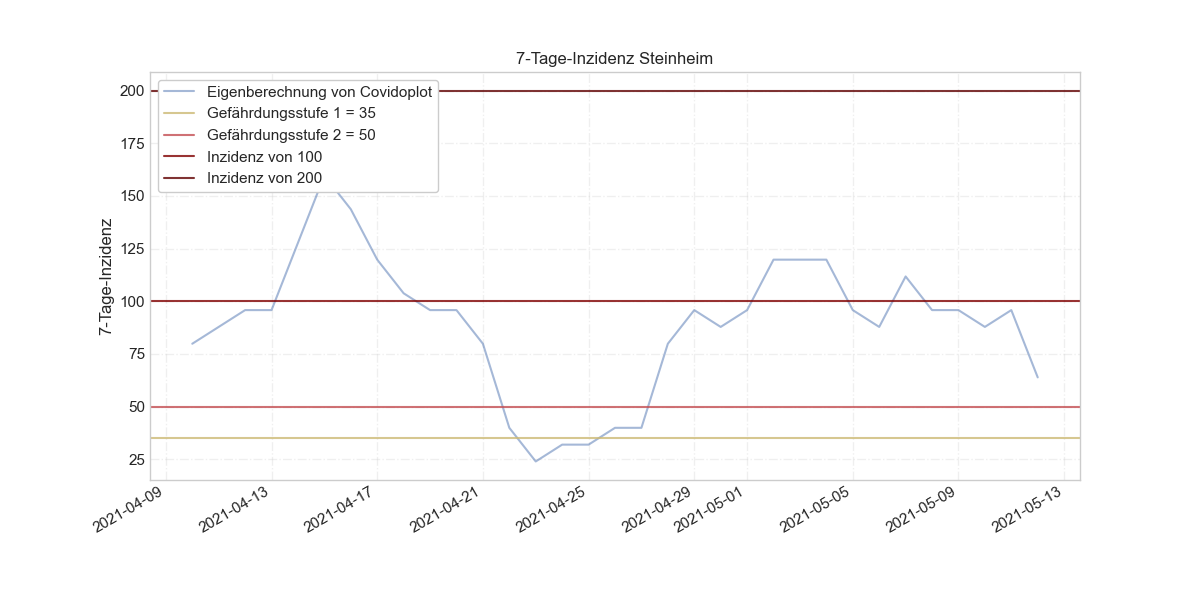 7-Tage-Inzidenz Steinheim
Eigenberechnung von Covidoplot
Gefährdungsstufe 1 = 35
Gefährdungsstufe 2 = 50
Inzidenz von 100
Inzidenz von 200
7-Tage-Inzidenz
200
175
150
125
100
75
50
25
2021-04-09
2021-04-13
2021-04-17
2021-04-21
2021-04-25
2021-04-29
2021-05-01
2021-05-05
2021-05-09
2021-05-13